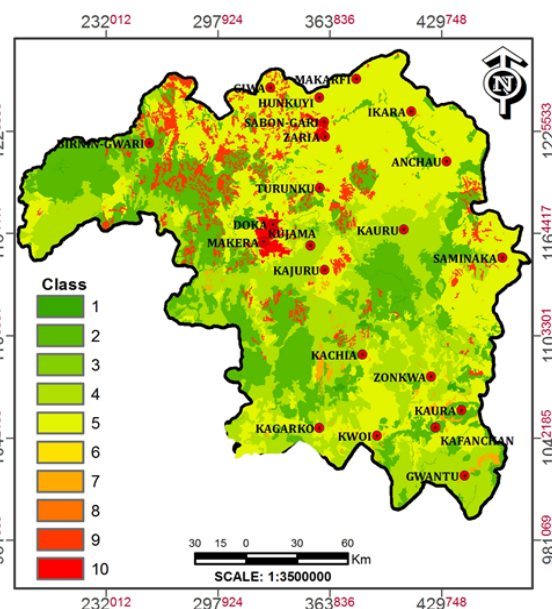 232012 297924 363836 429748
N
GIWA
MAKARFI
HUNKUYI
IKARA
SABON-GARI
ZARIA
BIRNIN-GWARI
ANCHAU
TURUNKU
DOKA
KUJAMA
KAURU
MAKERA
SAMINAKA
KAJURU
Class
1
2
3
4
5
6
7
8
9
10
KACHIA
ZONKWA
KAURA
KAGARKO
KWOI
KAFANCHAN
GWANTU
1225533
1164417
1103301
1042185
981069
30 15 0 30 60
Km
SCALE: 1:3500000
232012 297924 363836 429748